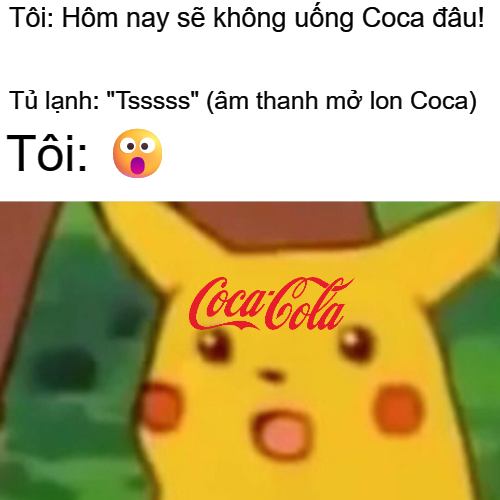 Tôi: Hôm nay sẽ không uống Coca đâu!
Tủ lạnh: "Tsssss" (âm thanh mở lon Coca)
Tôi: 😲
Coca-Cola